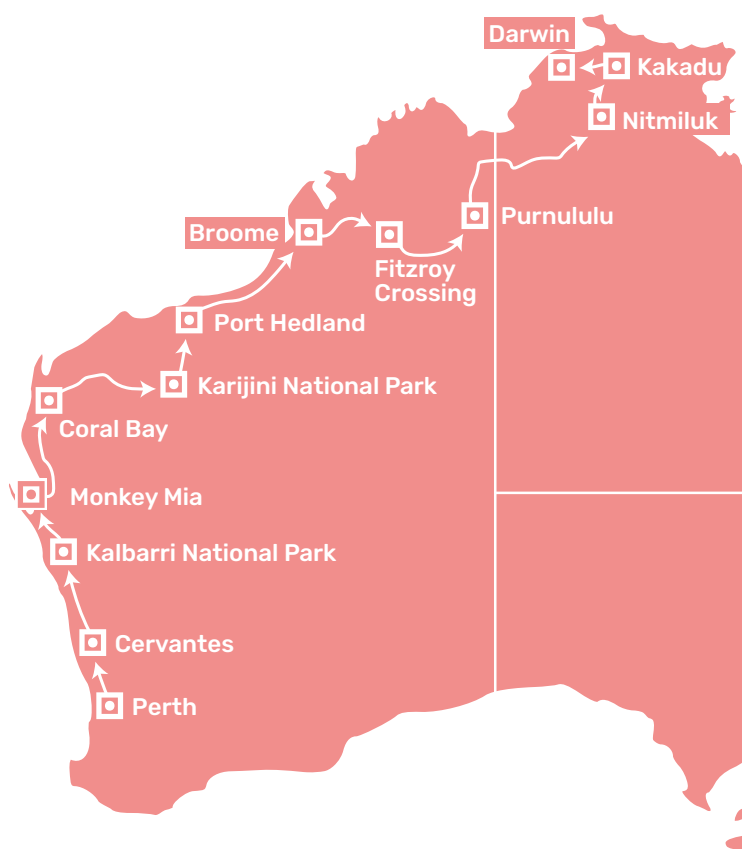 Darwin
Kakadu
Nitmiluk
Purnululu
Broome
Fitzroy
Crossing
Port Hedland
Karijini National Park
Coral Bay
Monkey Mia
Kalbarri National Park
Cervantes
Perth